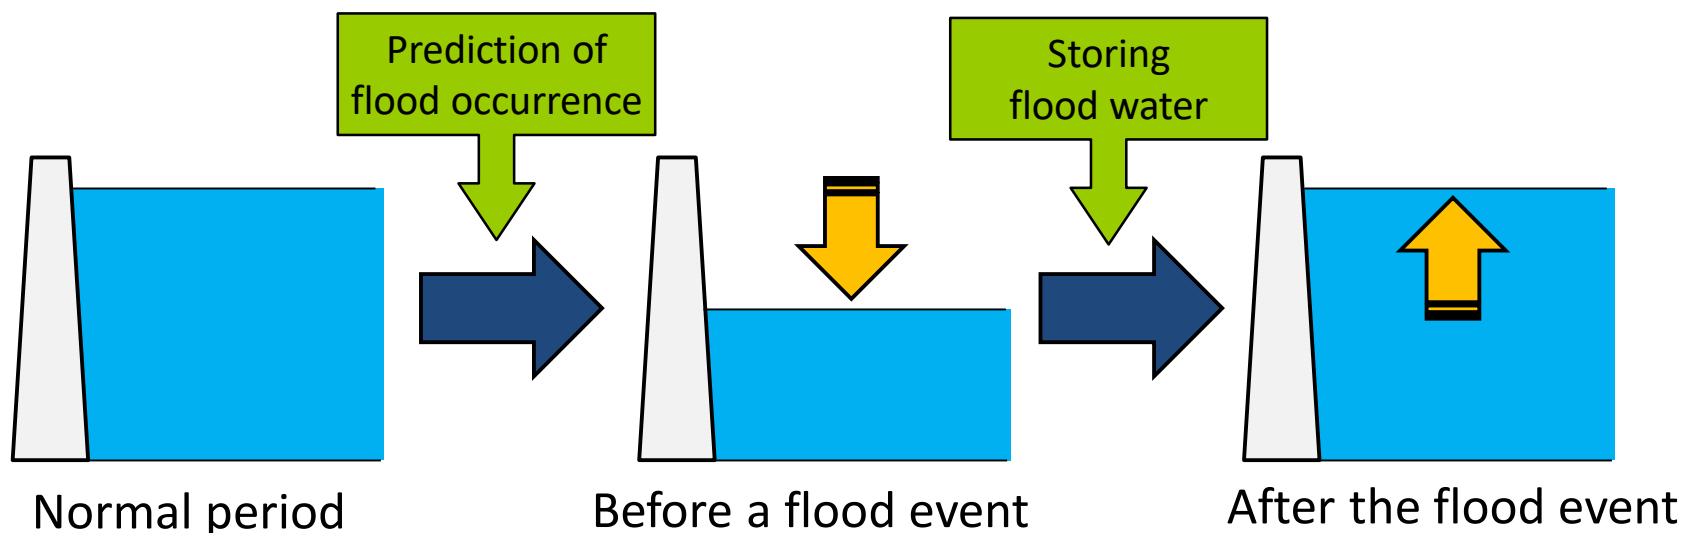 Prediction of
flood occurrence
Storing
flood water
Normal period
Before a flood event
After the flood event